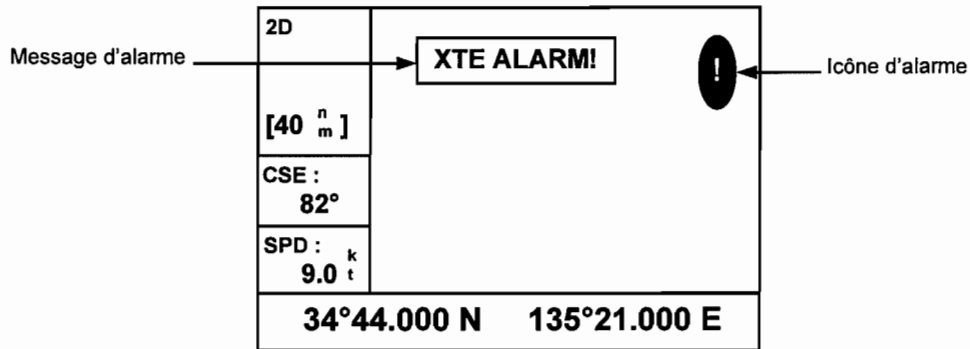 2D
Message d'alarme
XTE ALARM!
!
Icône d'alarme
[40 n m ]
CSE :
82°
SPD :
9.0 k t
34°44.000 N 135°21.000 E